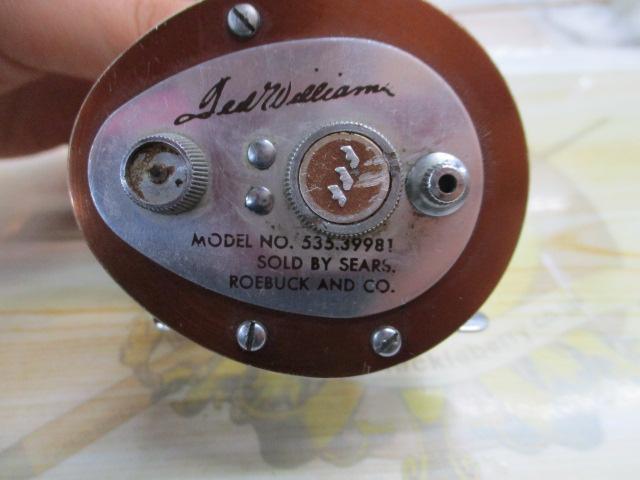 Ted Williams
MODEL NO. 535.39981
SOLD BY SEARS,
ROEBUCK AND CO.